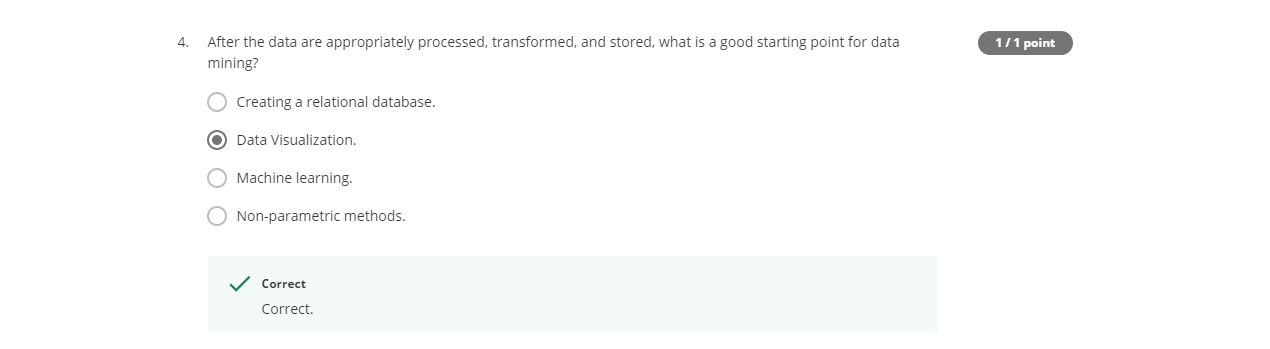 4. After the data are appropriately processed, transformed, and stored, what is a good starting point for data
mining?
1 / 1 point
Creating a relational database.
Data Visualization.
Machine learning.
Non-parametric methods.
Correct
Correct.